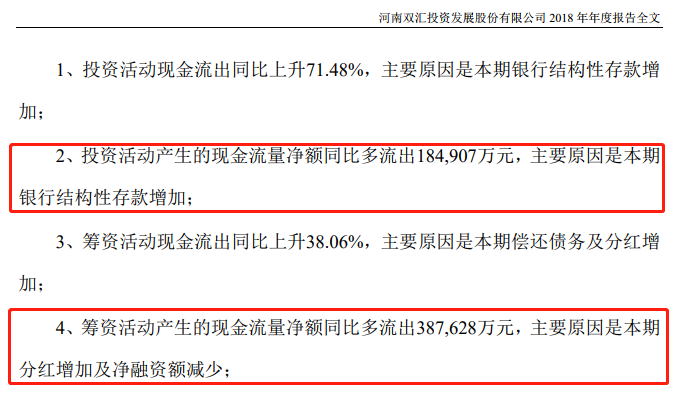 河南双汇投资发展股份有限公司 2018 年年度报告全文
1、投资活动现金流出同比上升71.48%，主要原因是本期银行结构性存款增
加；
2、投资活动产生的现金流量净额同比多流出184,907万元，主要原因是本期
银行结构性存款增加；
3、筹资活动现金流出同比上升38.06%，主要原因是本期偿还债务及分红增
加；
4、筹资活动产生的现金流量净额同比多流出387,628万元，主要原因是本期
分红增加及净融资额减少；